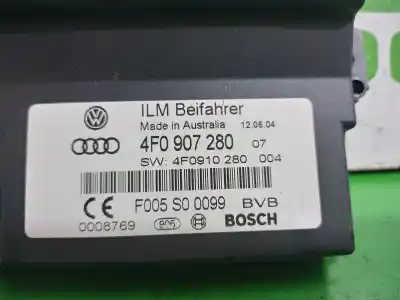 ILM Beifahrer
Made in Australia 12.06.04
4F0 907 280 07
SW: 4F0910 280 004
F005 S0 0099 BVB
CE
0008769 906 BOSCH